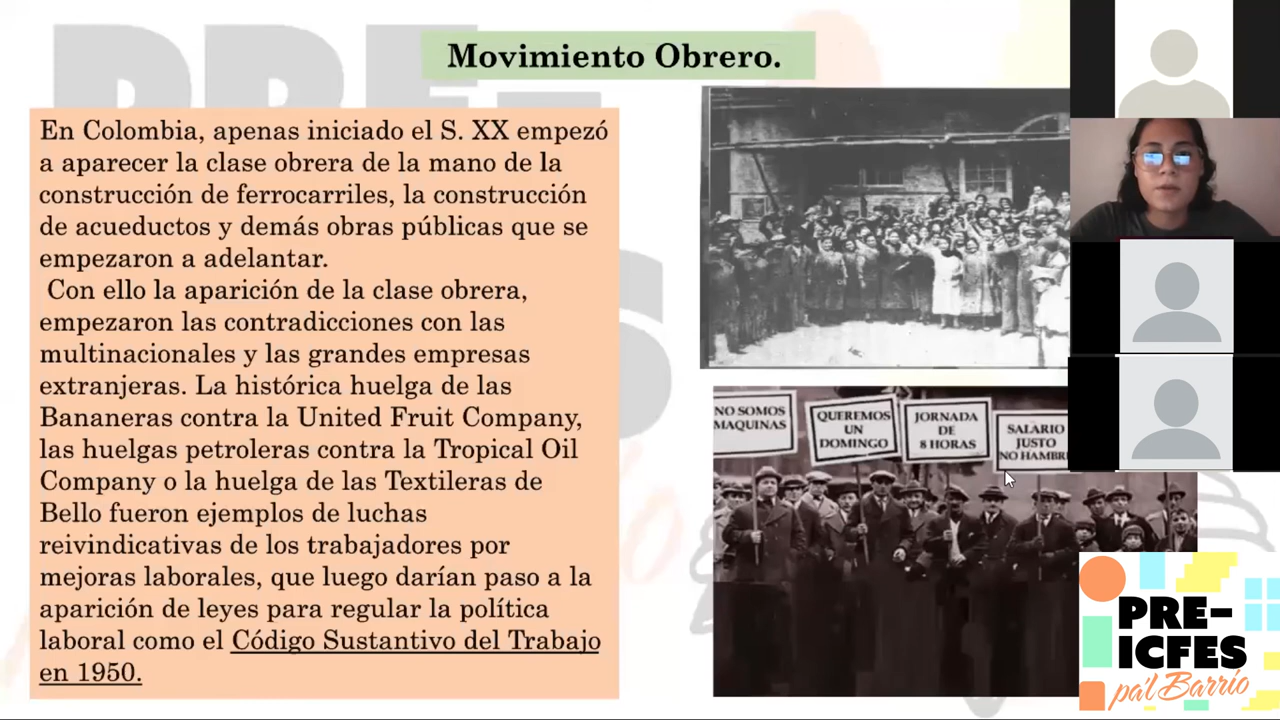 Movimiento Obrero.
En Colombia, apenas iniciado el S. XX empezó
a aparecer la clase obrera de la mano de la
construcción de ferrocarriles, la construcción
de acueductos y demás obras públicas que se
empezaron a adelantar.
Con ello la aparición de la clase obrera,
empezaron las contradicciones con las
multinacionales y las grandes empresas
extranjeras. La histórica huelga de las
Bananeras contra la United Fruit Company,
las huelgas petroleras contra la Tropical Oil
Company o la huelga de las Textileras de
Bello fueron ejemplos de luchas
reivindicativas de los trabajadores por
mejoras laborales, que luego darían paso a la
aparición de leyes para regular la política
laboral como el Código Sustantivo del Trabajo
en 1950.
NO SOMOS
MAQUINAS
QUEREMOS
UN
DOMINGO
JORNADA
DE
8 HORAS
SALARIO
JUSTO
NO HAMBR
PRE-
ICFES
pa'l Barrio